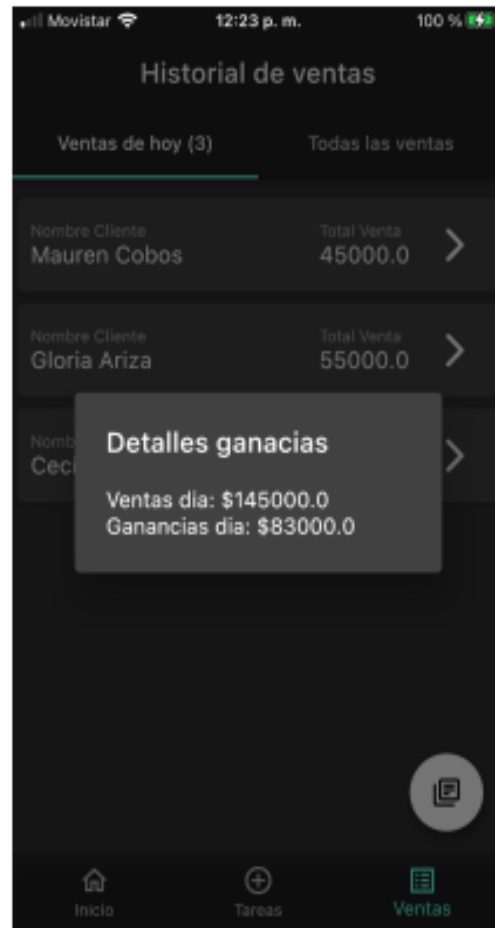 Movistar 12:23 p. m. 100 %
Historial de ventas
Ventas de hoy (3) Todas las ventas
Nombre Cliente Total Venta
Mauren Cobos 45000.0
Nombre Cliente Total Venta
Gloria Ariza 55000.0
Detalles ganacias
Ventas dia: $145000.0
Ganancias dia: $83000.0
Inicio Tareas Ventas